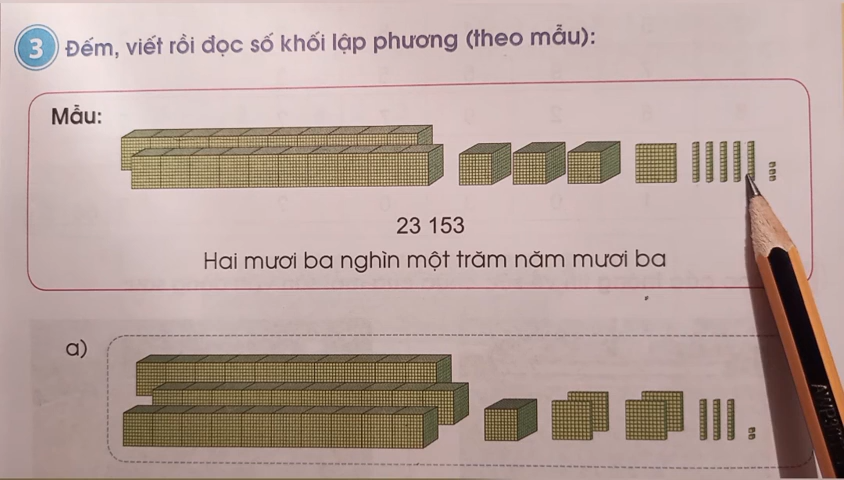 3 Đếm, viết rồi đọc số khối lập phương (theo mẫu):
Mẫu:
23 153
Hai mươi ba nghìn một trăm năm mươi ba
a)